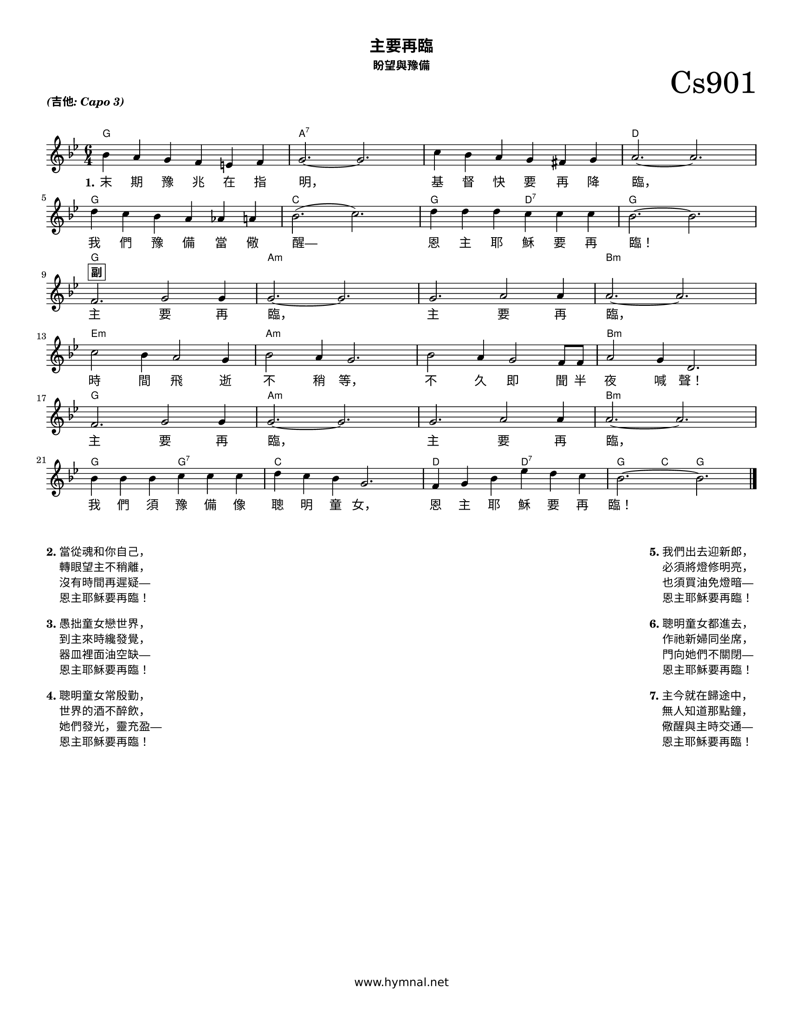 主要再臨
盼望與豫備
Cs901
(吉他: Capo 3)
G A7 D
6
4
1. 末 期 豫 兆 在 指 明， 基 督 快 要 再 降 臨，
5
G C G D7 G
我 們 豫 備 當 儆 醒— 恩 主 耶 穌 要 再 臨！
G Am Bm
副
9
主 要 再 臨， 主 要 再 臨，
13
Em Am Bm
時 間 飛 逝 不 稍 等， 不 久 即 聞 半 夜 喊 聲！
17
G Am Bm
主 要 再 臨， 主 要 再 臨，
21
G G7 C D D7 G C G
我 們 須 豫 備 像 聰 明 童 女， 恩 主 耶 穌 要 再 臨！
2. 當從魂和你自己，
轉眼望主不稍離，
沒有時間再遲疑—
恩主耶穌要再臨！
3. 愚拙童女戀世界，
到主來時纔發覺，
器皿裡面油空缺—
恩主耶穌要再臨！
4. 聰明童女常殷勤，
世界的酒不醉飲，
她們發光，靈充盈—
恩主耶穌要再臨！
5. 我們出去迎新郎，
必須將燈修明亮，
也須買油免燈暗—
恩主耶穌要再臨！
6. 聰明童女都進去，
作祂新婦同坐席，
門向她們不關閉—
恩主耶穌要再臨！
7. 主今就在歸途中，
無人知道那點鐘，
儆醒與主時交通—
恩主耶穌要再臨！
www.hymnal.net